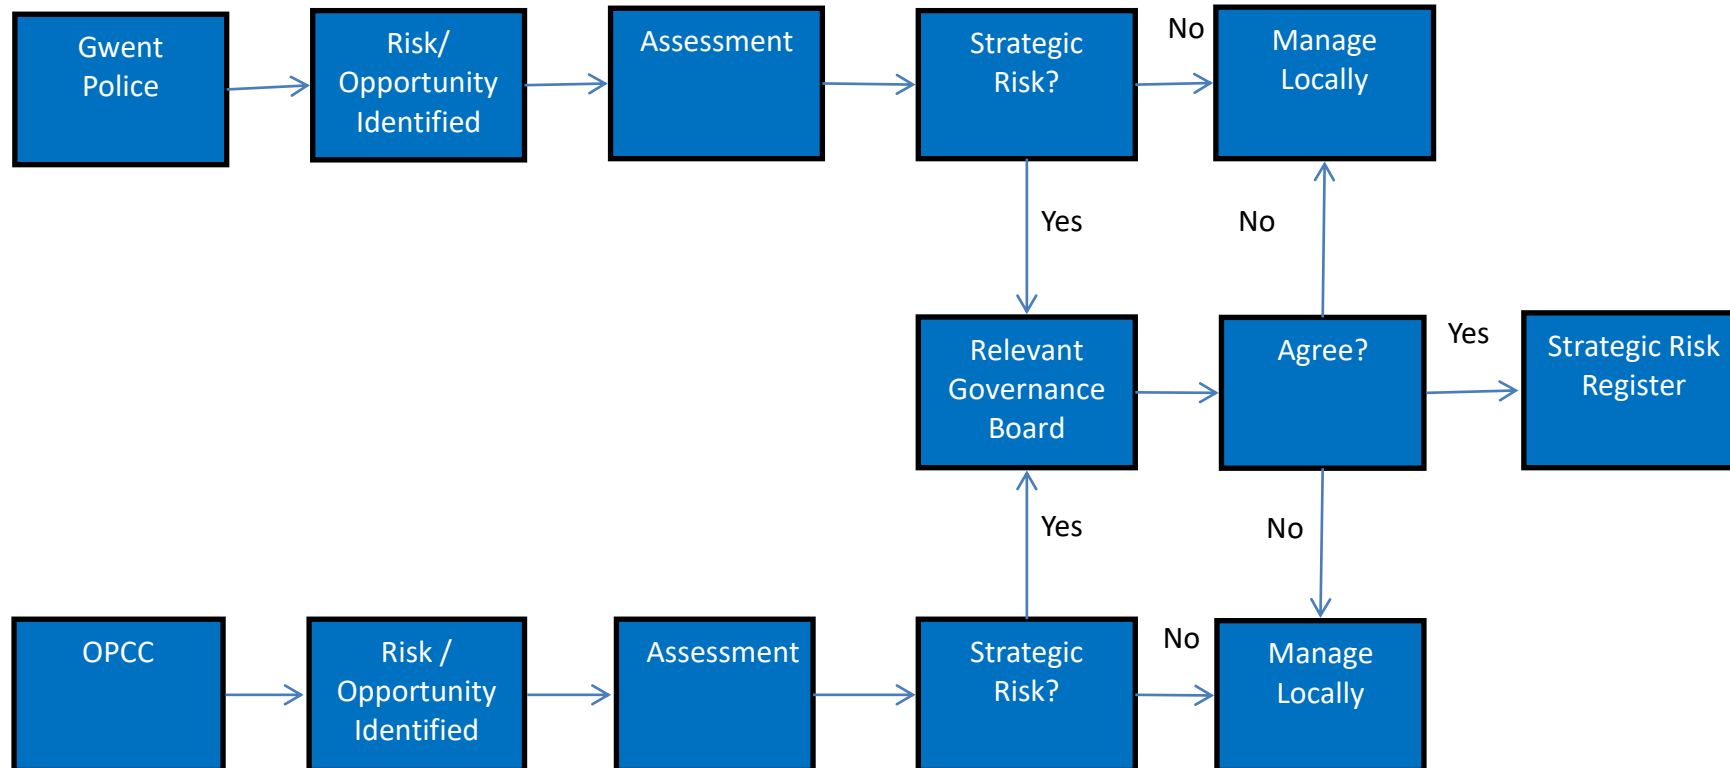 Gwent
Police
Risk/
Opportunity
Identified
Assessment
Strategic
Risk?
No
Manage
Locally
Yes
No
Relevant
Governance
Board
Agree?
Yes
Strategic Risk
Register
Yes
No
OPCC
Risk /
Opportunity
Identified
Assessment
Strategic
Risk?
No
Manage
Locally